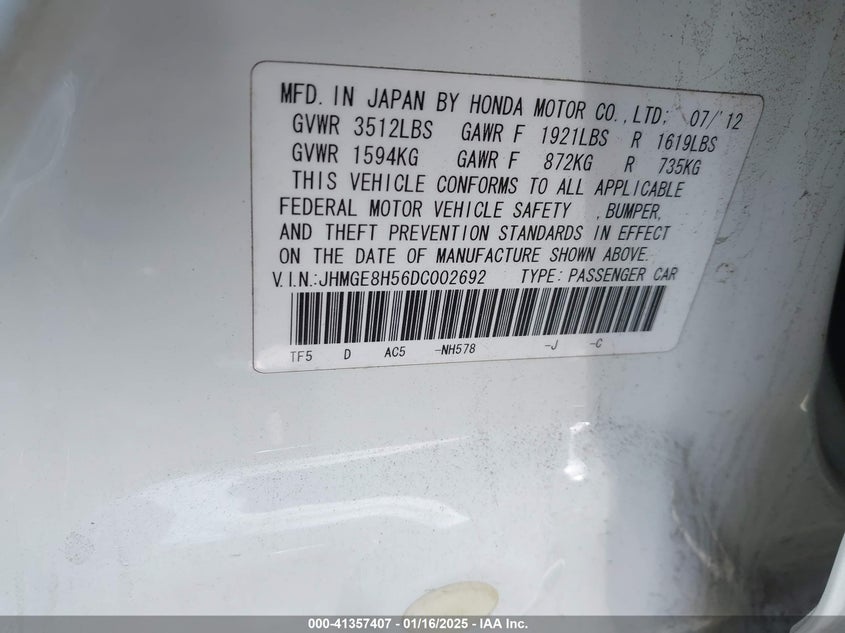 MFD. IN JAPAN BY HONDA MOTOR CO.,LTD: 07/'12
GVWR 3512LBS GAWR F 1921LBS R 1619LBS
GVWR 1594KG GAWR F 872KG R 735KG
THIS VEHICLE CONFORMS TO ALL APPLICABLE
FEDERAL MOTOR VEHICLE SAFETY ,BUMPER,
AND THEFT PREVENTION STANDARDS IN EFFECT
ON THE DATE OF MANUFACTURE SHOWN ABOVE.
V.I.N.:JHMGE8H56DC002692 TYPE:PASSENGER CAR
TF5 D AC5 -NH578 -J -C
000-41357407 - 01/16/2025 - IAA Inc.